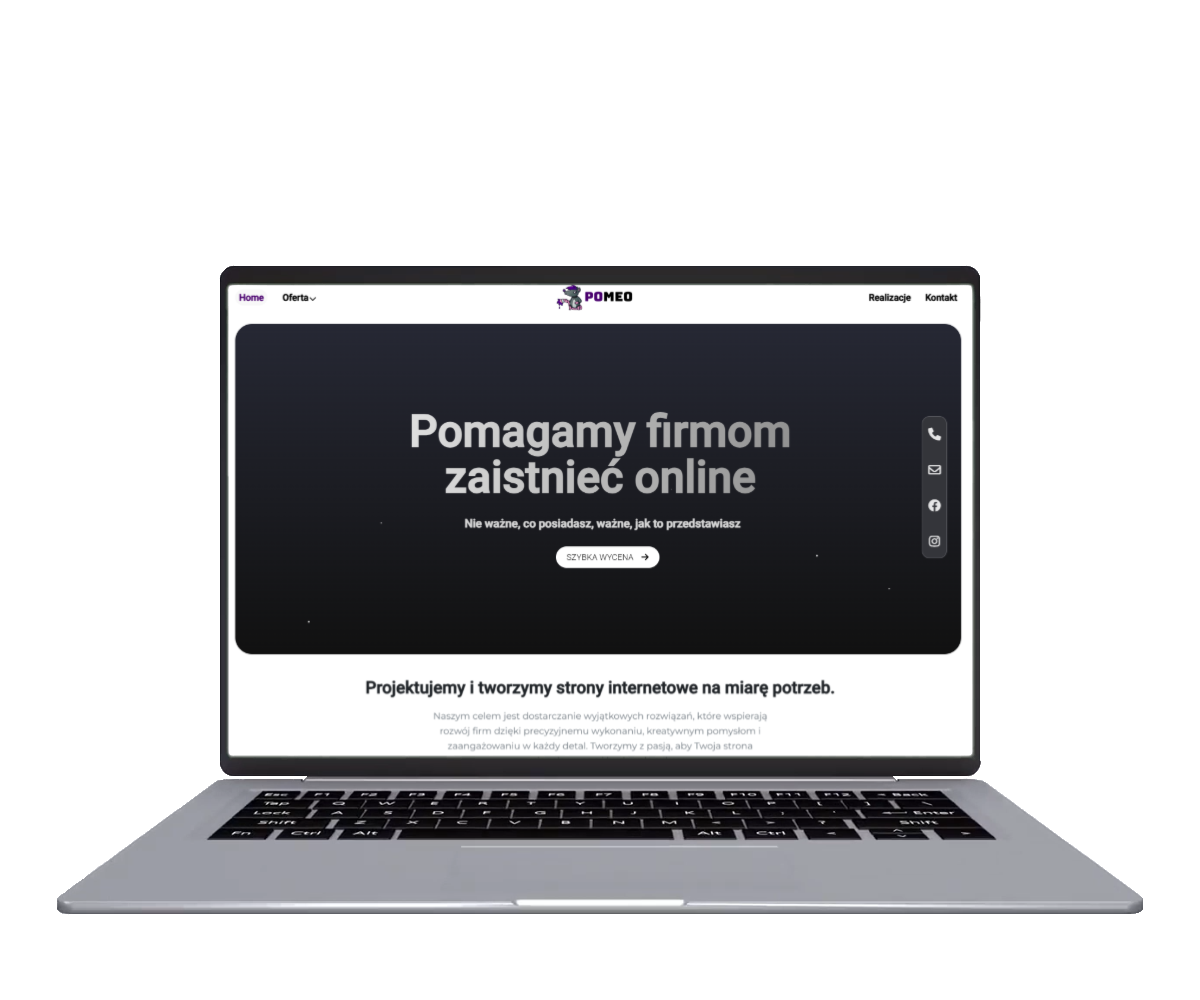 Home Oferta POMEO Realizacje Kontakt
Pomagamy firmom
zaistnieć online
Nie ważne, co posiadasz, ważne, jak to przedstawiasz
SZYBKA WYCENA
Projektujemy i tworzymy strony internetowe na miarę potrzeb.
Naszym celem jest dostarczanie wyjątkowych rozwiązań, które wspierają
rozwój firm dzięki precyzyjnemu wykonaniu, kreatywnym pomysłom i
zaangażowaniu w każdy detal. Tworzymy z pasją, aby Twoja strona
Esc F1 F2 F3 F4 F5 F6 F7 F8 F9 F10 F11 F12 Back
Tap Q W E R T Y U I O P [ ] \
Lock A S D F G H J K L ; ' Enter
Shift Z X C V B N M < > ? Shift
Fn Ctrl Alt Alt Ctrl < >